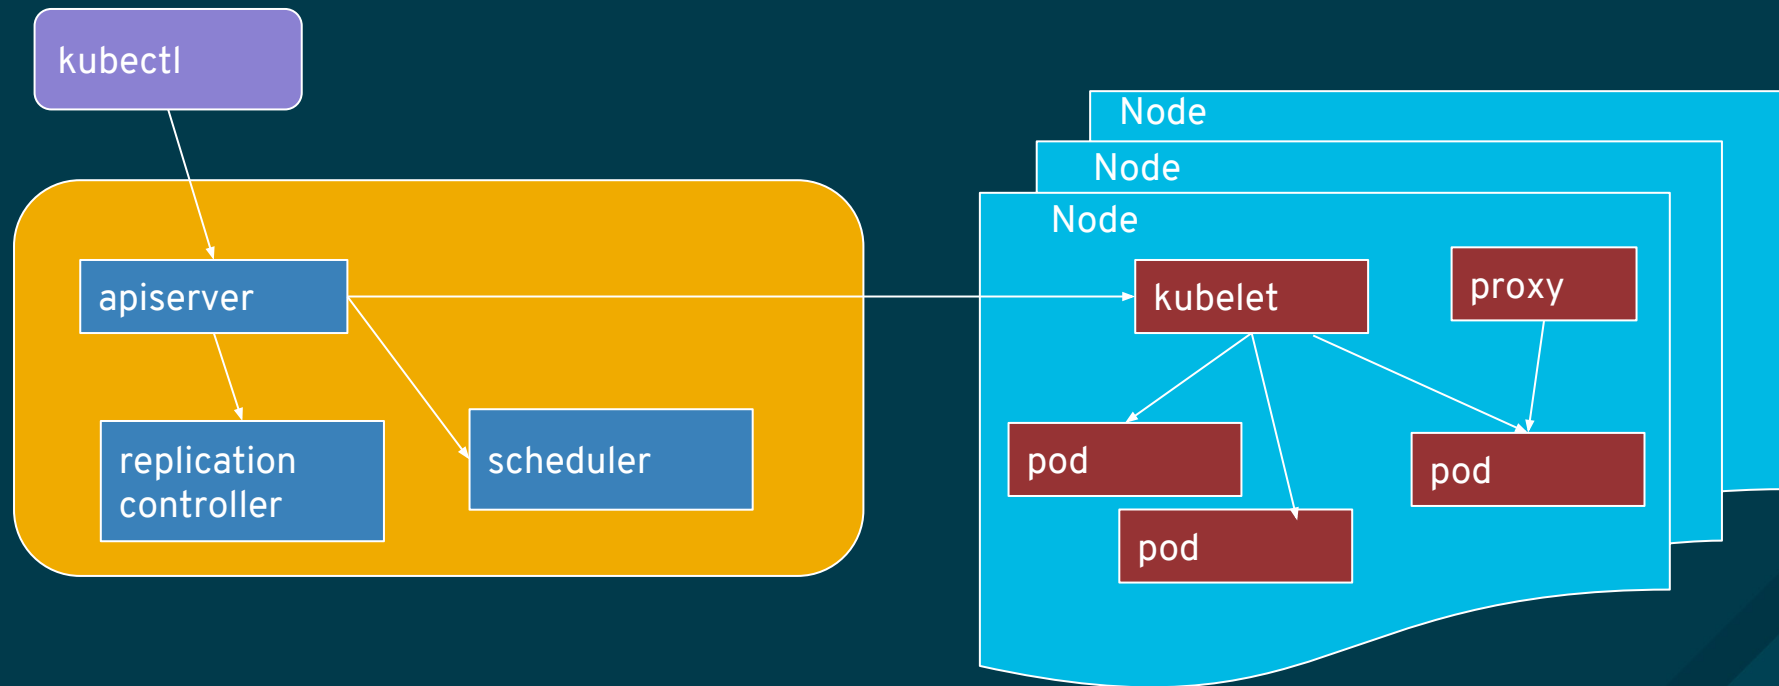 kubectl
apiserver
replication
controller
scheduler
Node
Node
Node
kubelet
proxy
pod
pod
pod